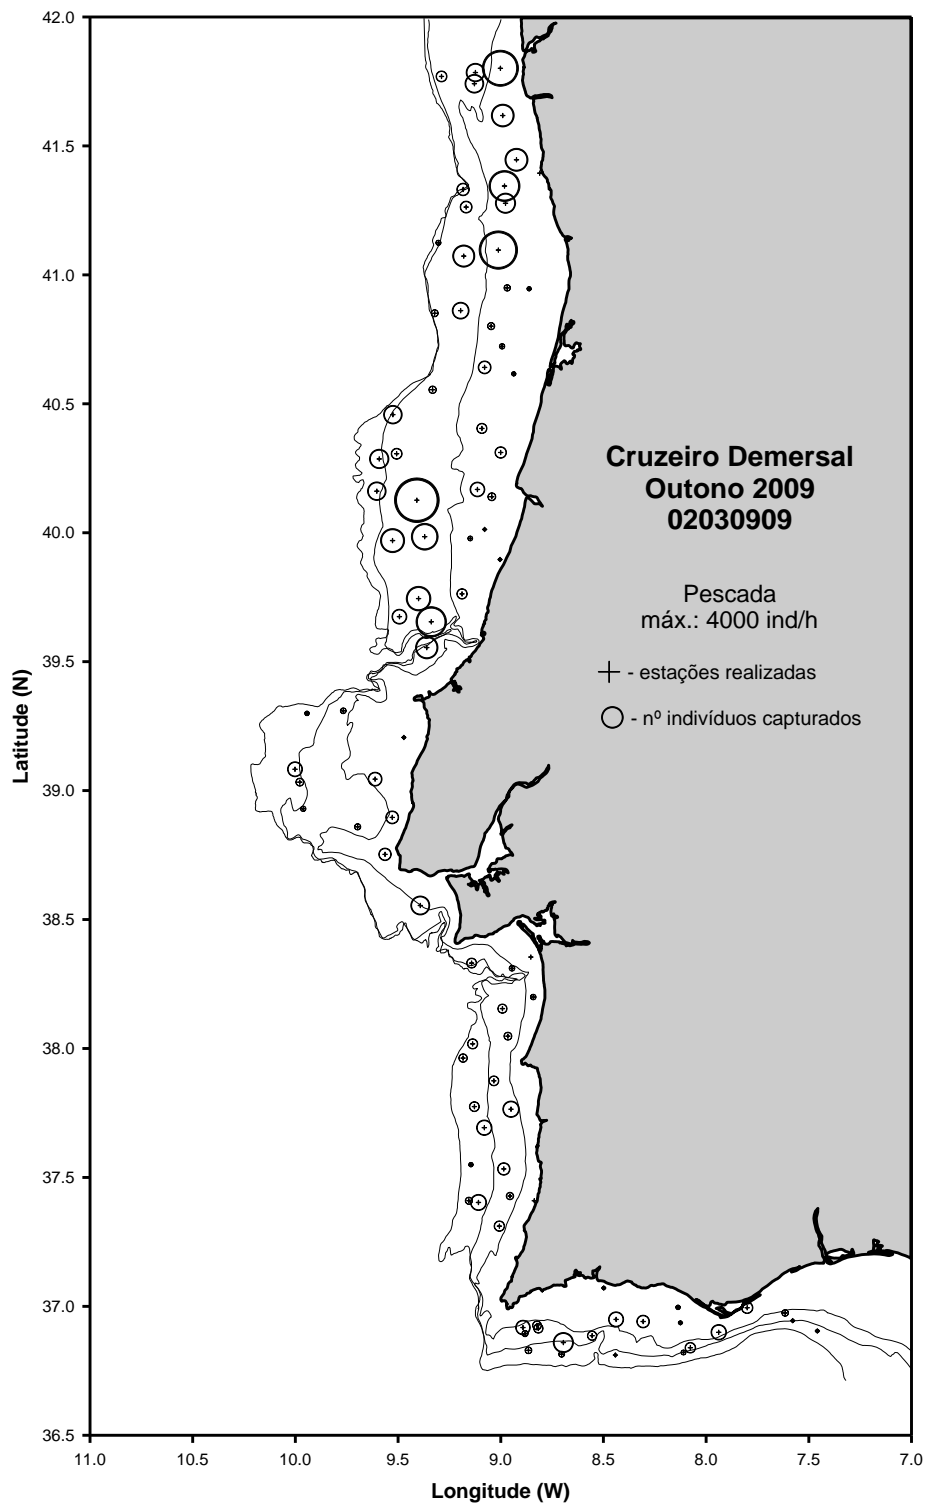 42.0
41.5
41.0
40.5
40.0
39.5
39.0
38.5
38.0
37.5
37.0
36.5
Latitude (N)
Cruzeiro Demersal
Outono 2009
02030909
Pescada
máx.: 4000 ind/h
- estações realizadas
- nº indivíduos capturados
11.0 10.5 10.0 9.5 9.0 8.5 8.0 7.5 7.0
Longitude (W)